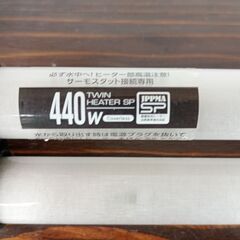 必ず水中へ!ヒーター部高温注意!
サーモスタット接続専用
440W
TWIN
HEATER SP
JPPMA
SP
水から取り出す時は電源プラグを抜いて